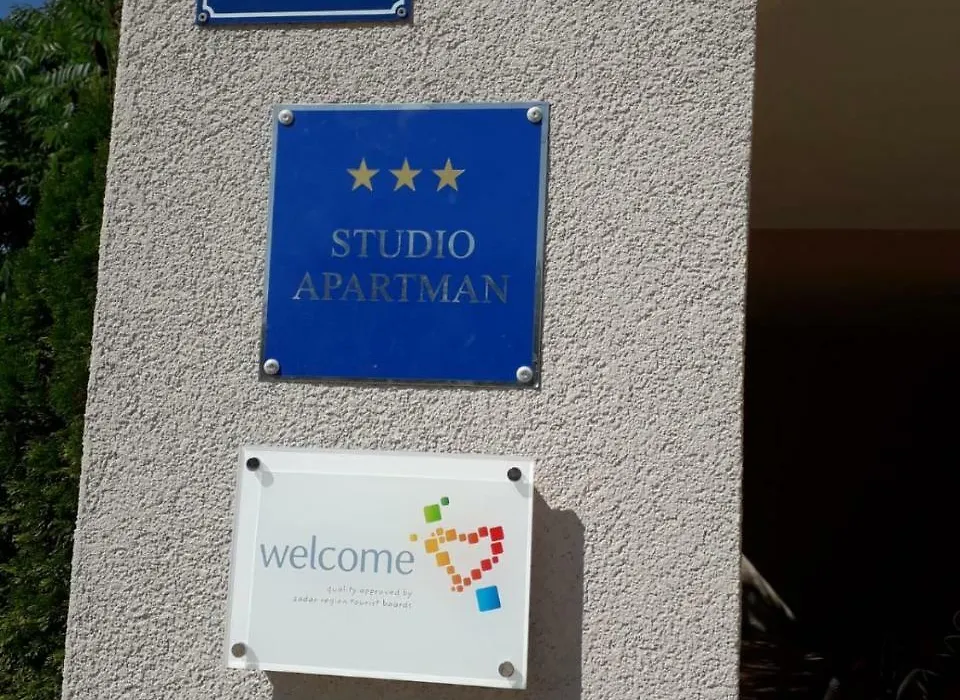 STUDIO
APARTMAN
welcome
quality approved by
zadar region tourist boards